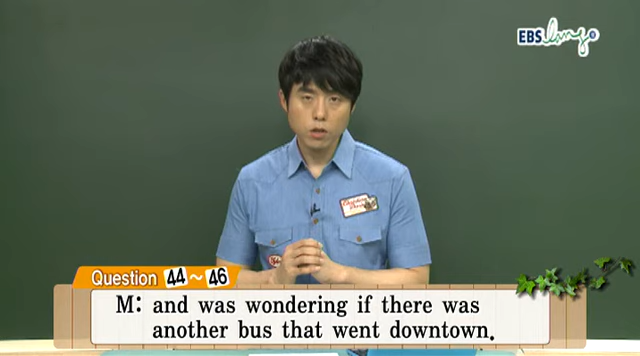 EBS lang
Question 44~46
M: and was wondering if there was
another bus that went downtown.